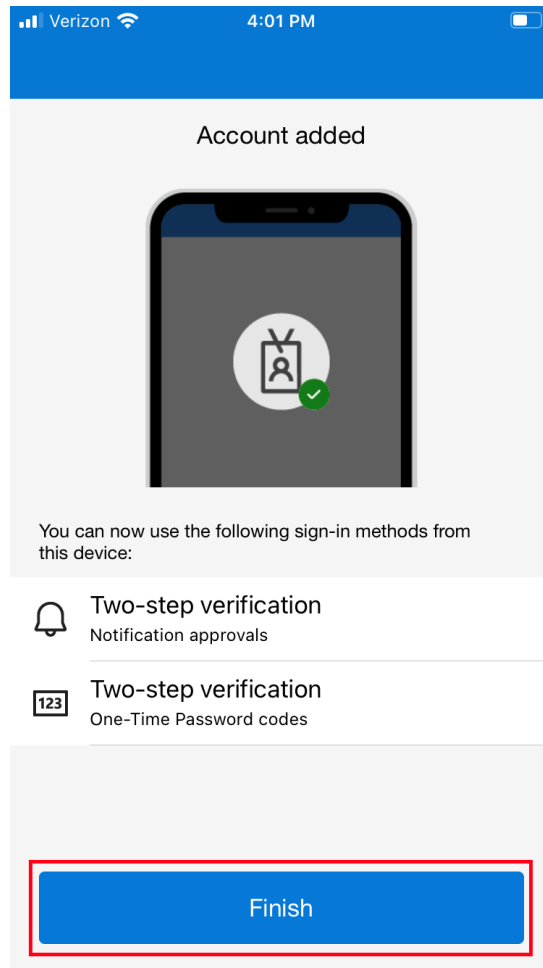 Verizon 4:01 PM
Account added
You can now use the following sign-in methods from
this device:
Two-step verification
Notification approvals
123
Two-step verification
One-Time Password codes
Finish